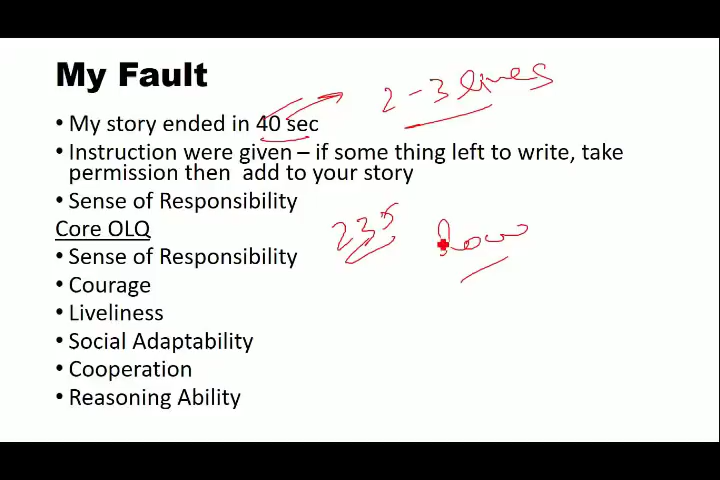 My Fault
2-3 lines
• My story ended in 40 sec
• Instruction were given – if some thing left to write, take
permission then add to your story
• Sense of Responsibility
235
Core OLQ
• Sense of Responsibility
• Courage
• Liveliness
• Social Adaptability
• Cooperation
• Reasoning Ability